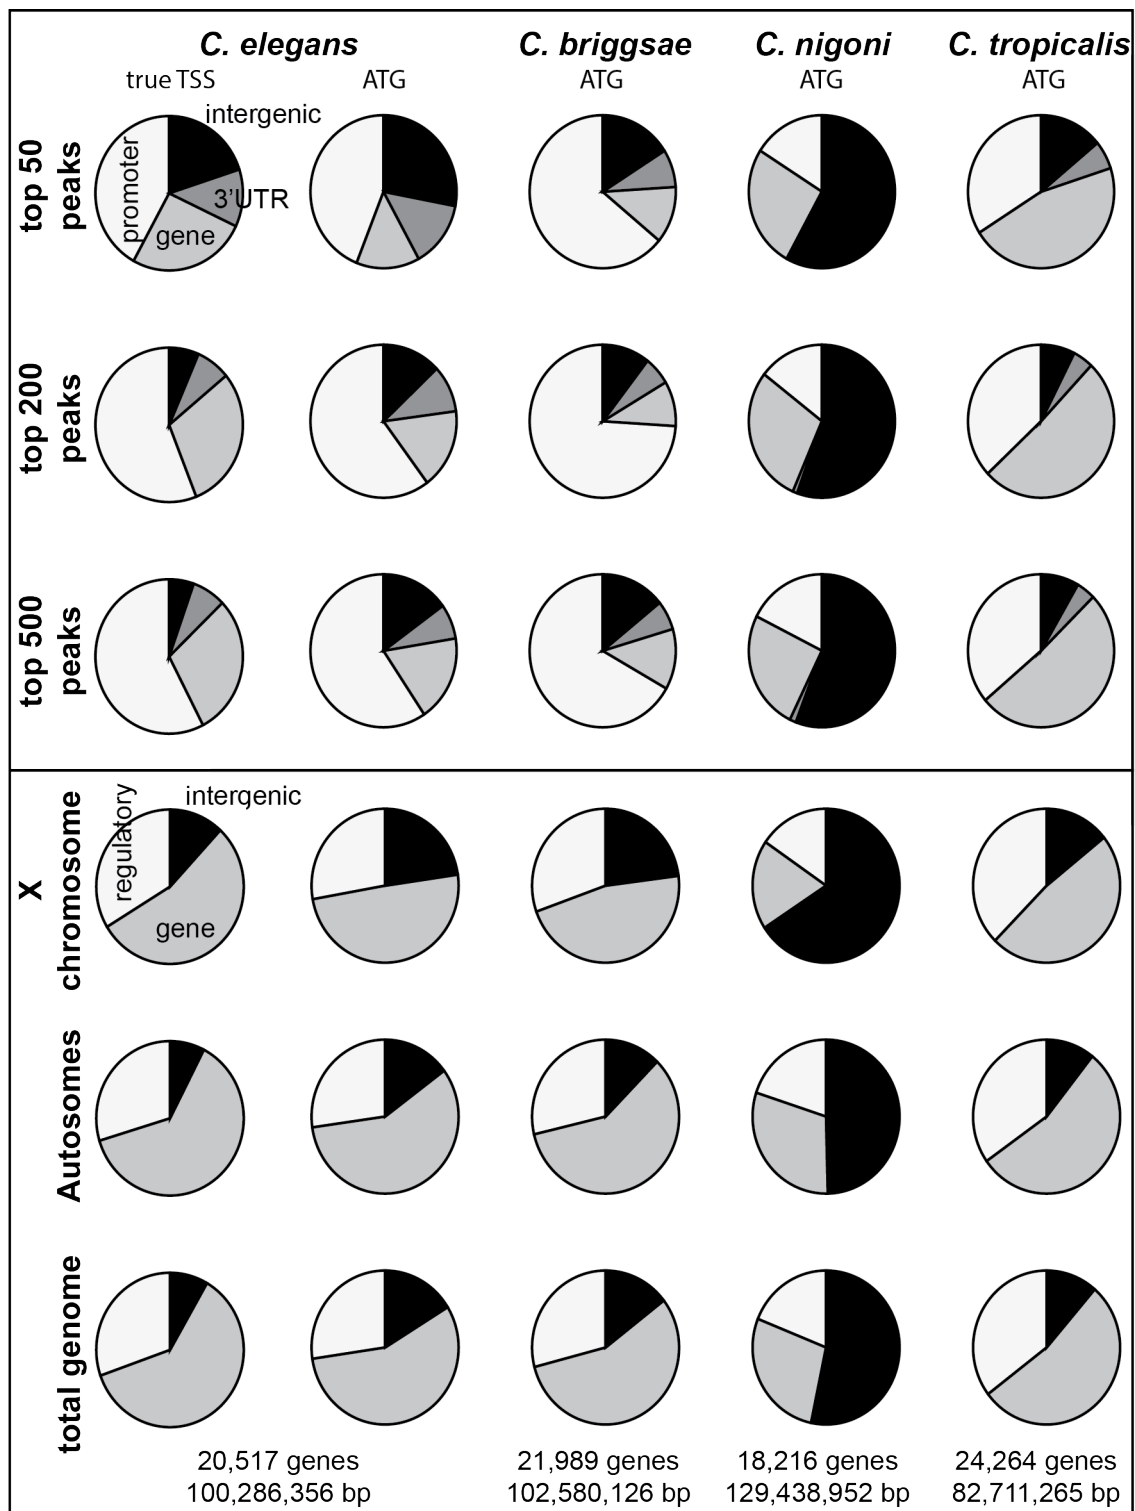 C. elegans C. briggsae C. nigoni C. tropicalis
true TSS ATG ATG ATG ATG
intergenic
promoter
3'UTR
gene
top 50
peaks
top 200
peaks
top 500
peaks
X
chromosome
intergenic
regulatory
gene
Autosomes
total genome
20,517 genes 21,989 genes 18,216 genes 24,264 genes
100,286,356 bp 102,580,126 bp 129,438,952 bp 82,711,265 bp